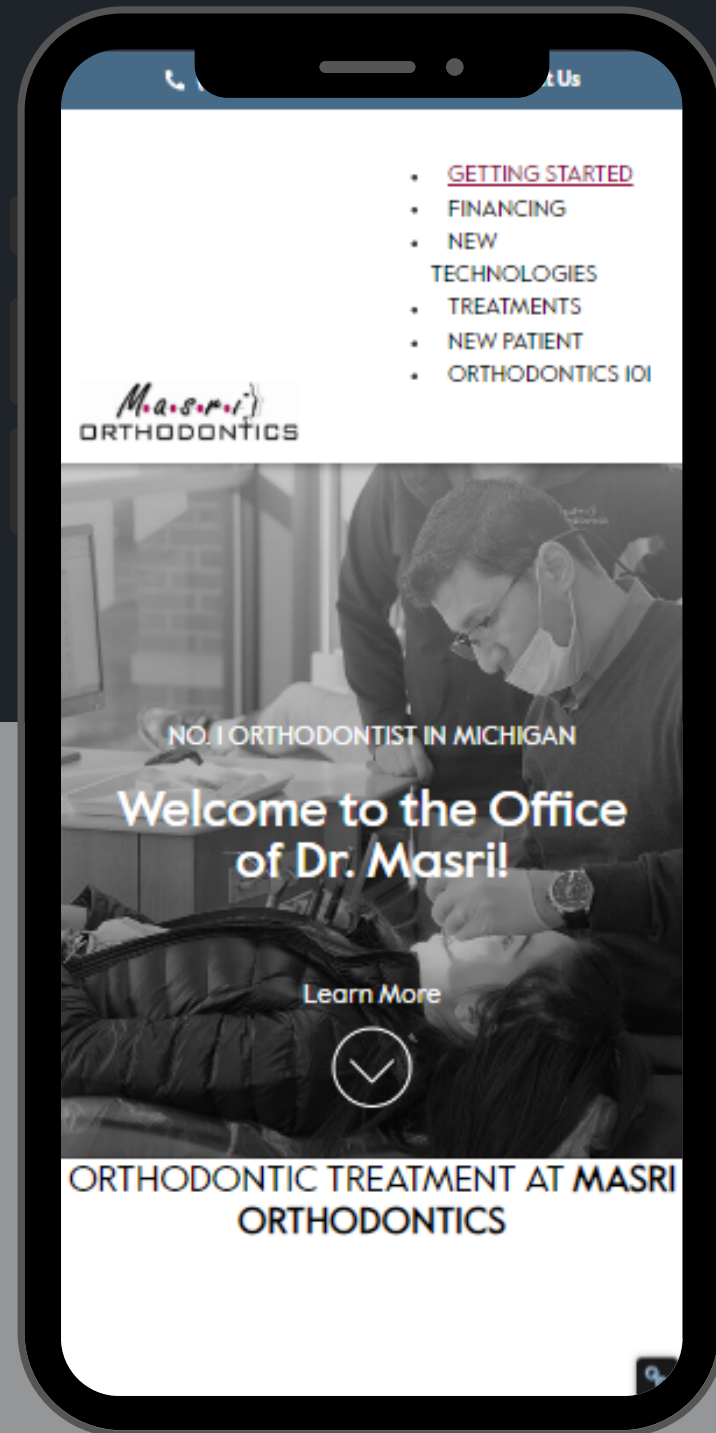 t Us
GETTING STARTED
FINANCING
NEW
TECHNOLOGIES
TREATMENTS
NEW PATIENT
ORTHODONTICS 101
M.a.s.r.i
ORTHODONTICS
NO. 1 ORTHODONTIST IN MICHIGAN
Welcome to the Office
of Dr. Masri!
Learn More
ORTHODONTIC TREATMENT AT MASRI
ORTHODONTICS